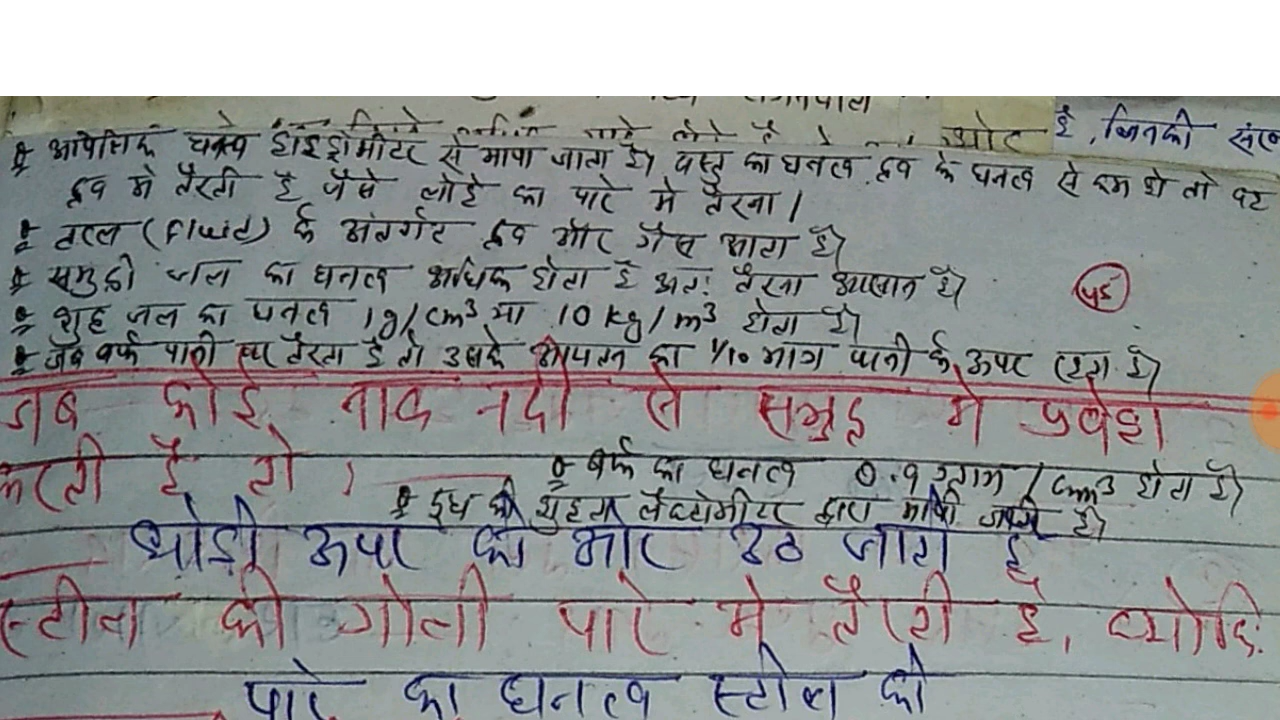 है, जिनकी
* आपेक्षिक घनत्व हाइड्रोमीटर से मापा जाता है। वस्तु का घनत्व द्रव के घनत्व से कम हो तो वह
द्रव मे तैरती है, जैसे लोहे का पारे मे तैरना।
* तरल (Fluid) के अंतर्गत द्रव और गैस आता है।
* समुद्री जल का घनत्व अधिक होता है अतः तैरना आसान है।
* शुद्ध जल का घनत्व 1g/cm³ या 10 kg/m³ होता है।
* जब बर्फ पानी पर तैरता है तो उसके आयतन का 1/10 भाग पानी के ऊपर रहता है।
जब कोई नाव नदी से समुद्र मे प्रवेश
करती है तो,
* बर्फ का घनत्व 0.9 ग्राम/cm³ होता है।
* दूध की शुद्धता लैक्टोमीटर द्वारा मापी जाती है।
थोड़ी ऊपर की ओर उठ जाता है
स्टील की गोली पारे मे तैरती है, क्योंकि
पारे का घनत्व स्टील की